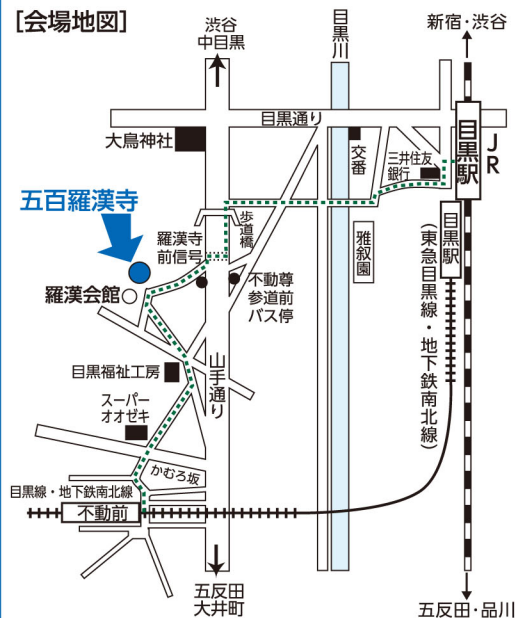 [会場地図]
渋谷
中目黒
目黒川
新宿・渋谷
目黒通り
大鳥神社
交番
三井住友
銀行
目黒駅
JR
五百羅漢寺
歩道橋
羅漢寺
前信号
雅叙園
目黒駅
(東急目黒線・地下鉄南北線)
羅漢会館
不動尊
参道前
バス停
山手通り
目黒福祉工房
スーパー
オオゼキ
かむろ坂
目黒線・地下鉄南北線
不動前
五反田
大井町
五反田・品川